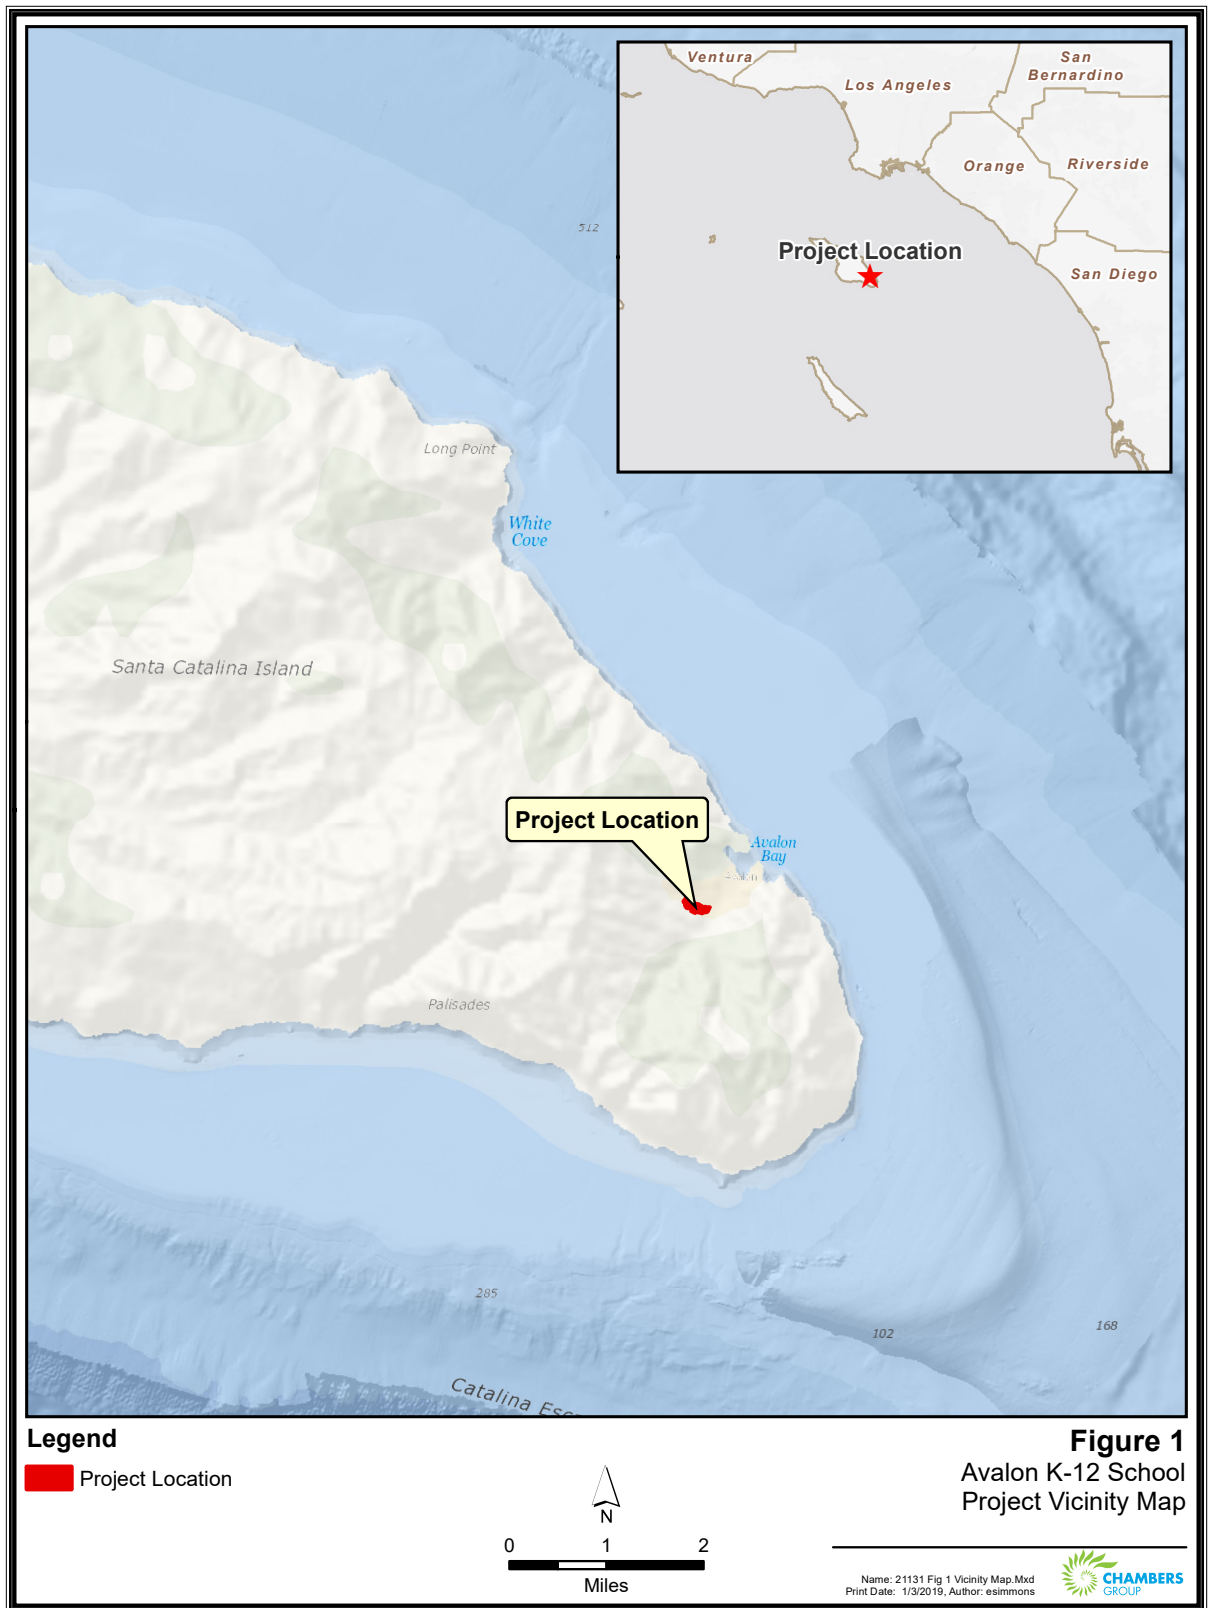 Ventura
Los Angeles
San
Bernardino
Orange
Riverside
San Diego
Project Location
512
Long Point
White
Cove
Santa Catalina Island
Project Location
Avalon
Bay
Avalon
Palisades
285
102
168
Catalina Esc
Legend
Project Location
N
0 1 2
Miles
Figure 1
Avalon K-12 School
Project Vicinity Map
Name: 21131 Fig 1 Vicinity Map.Mxd
Print Date: 1/3/2019, Author: esimmons
CHAMBERS
GROUP